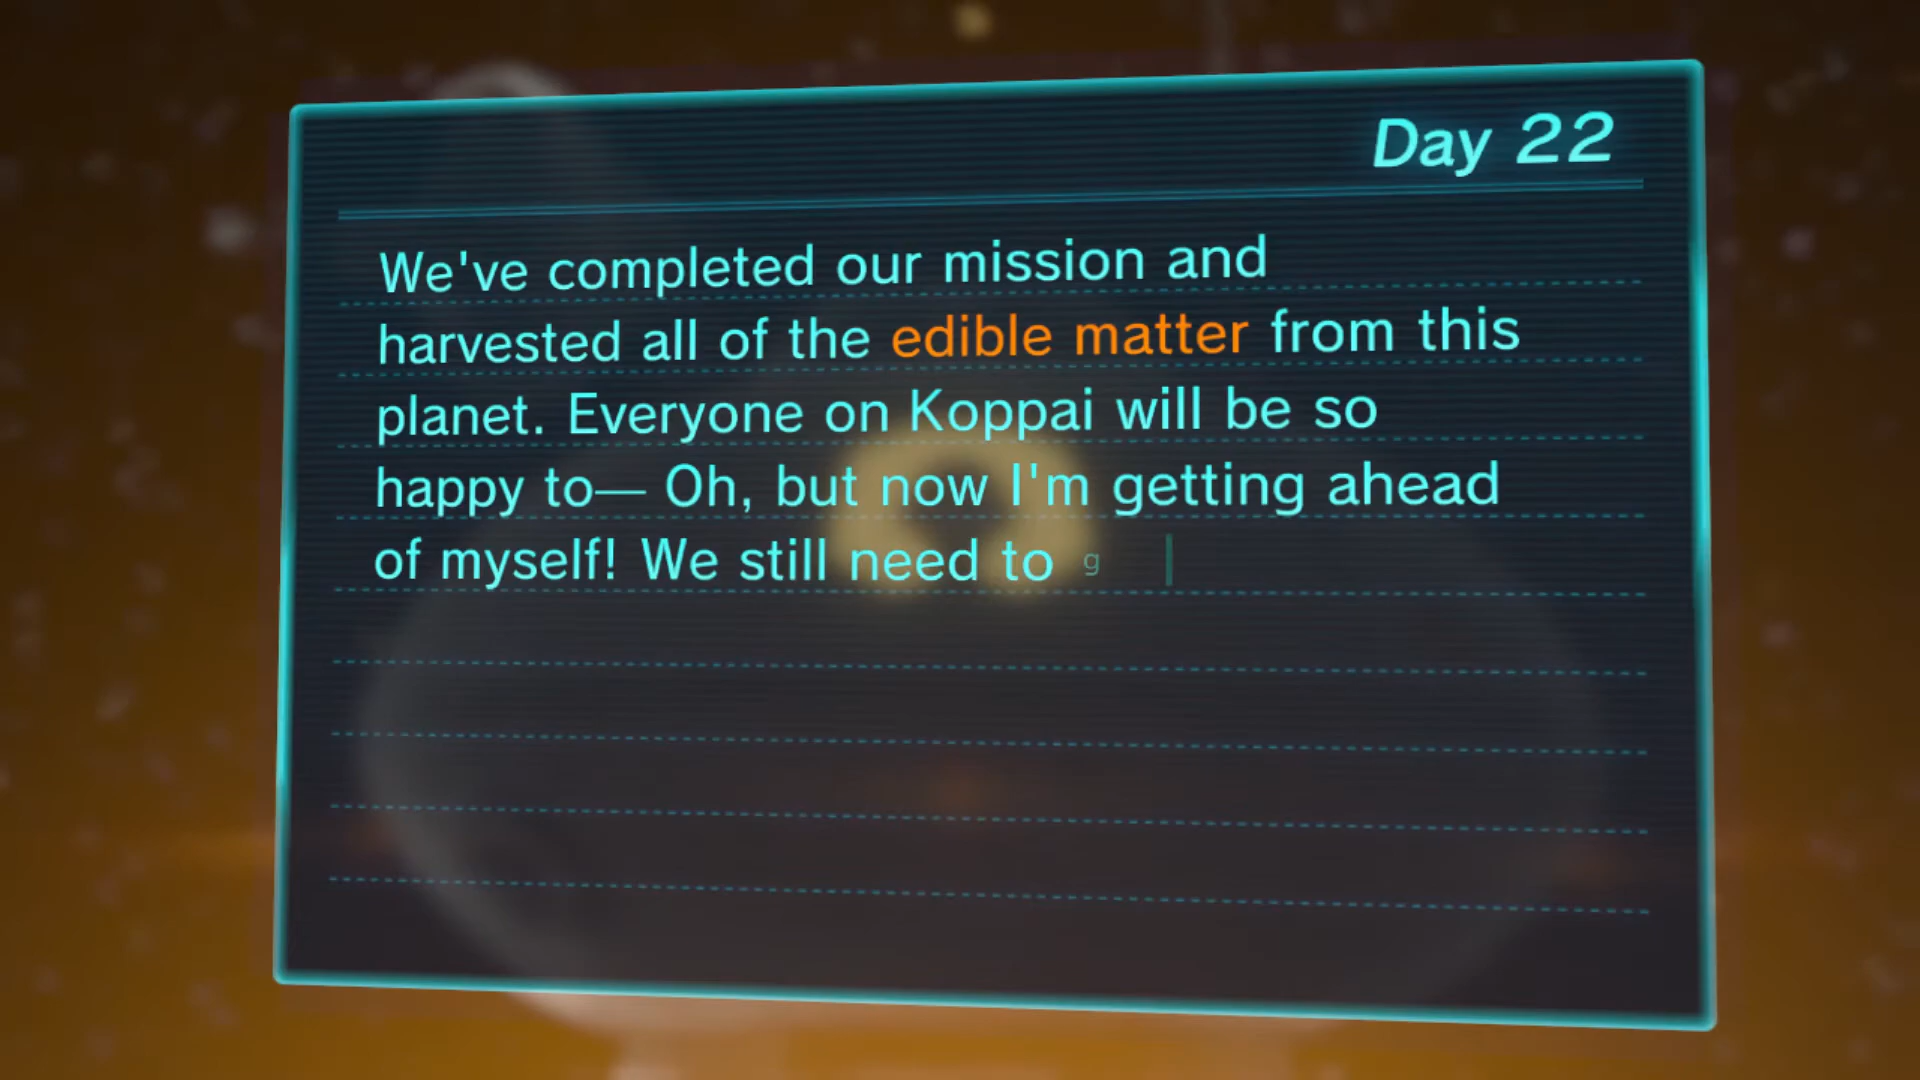 Day 22
We've completed our mission and
harvested all of the edible matter from this
planet. Everyone on Koppai will be so
happy to— Oh, but now I'm getting ahead
of myself! We still need to g